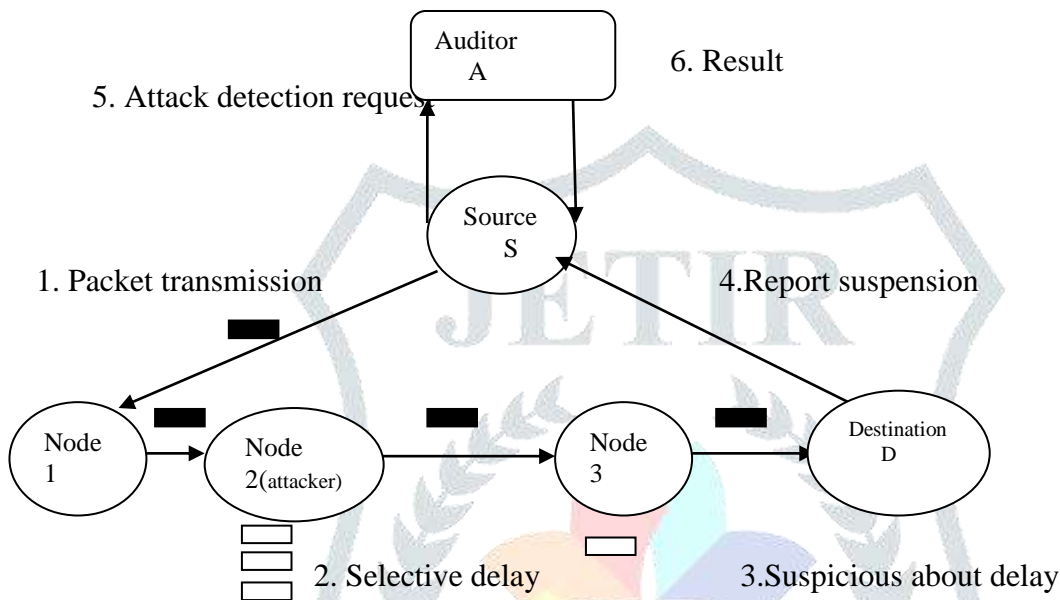 Auditor
A
6. Result
5. Attack detection request
Source
S
1. Packet transmission
4.Report suspension
JETIR
Node
1
Node
2(attacker)
Node
3
Destination
D
2. Selective delay
3.Suspicious about delay